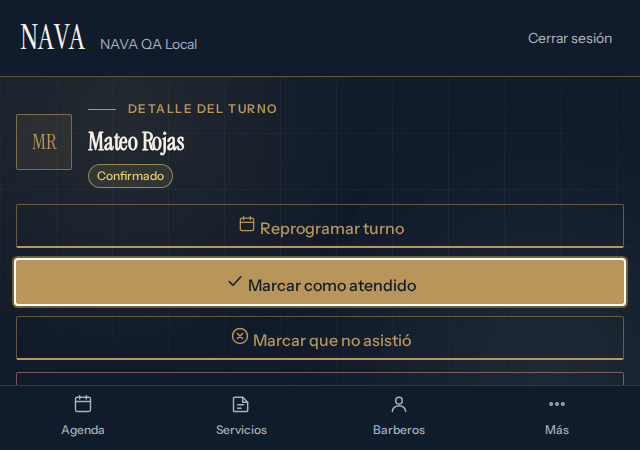 NAVA NAVA QA Local Cerrar sesión
DETALLE DEL TURNO
MR
Mateo Rojas
Confirmado
Reprogramar turno
Marcar como atendido
Marcar que no asistió
Agenda Servicios Barberos Más